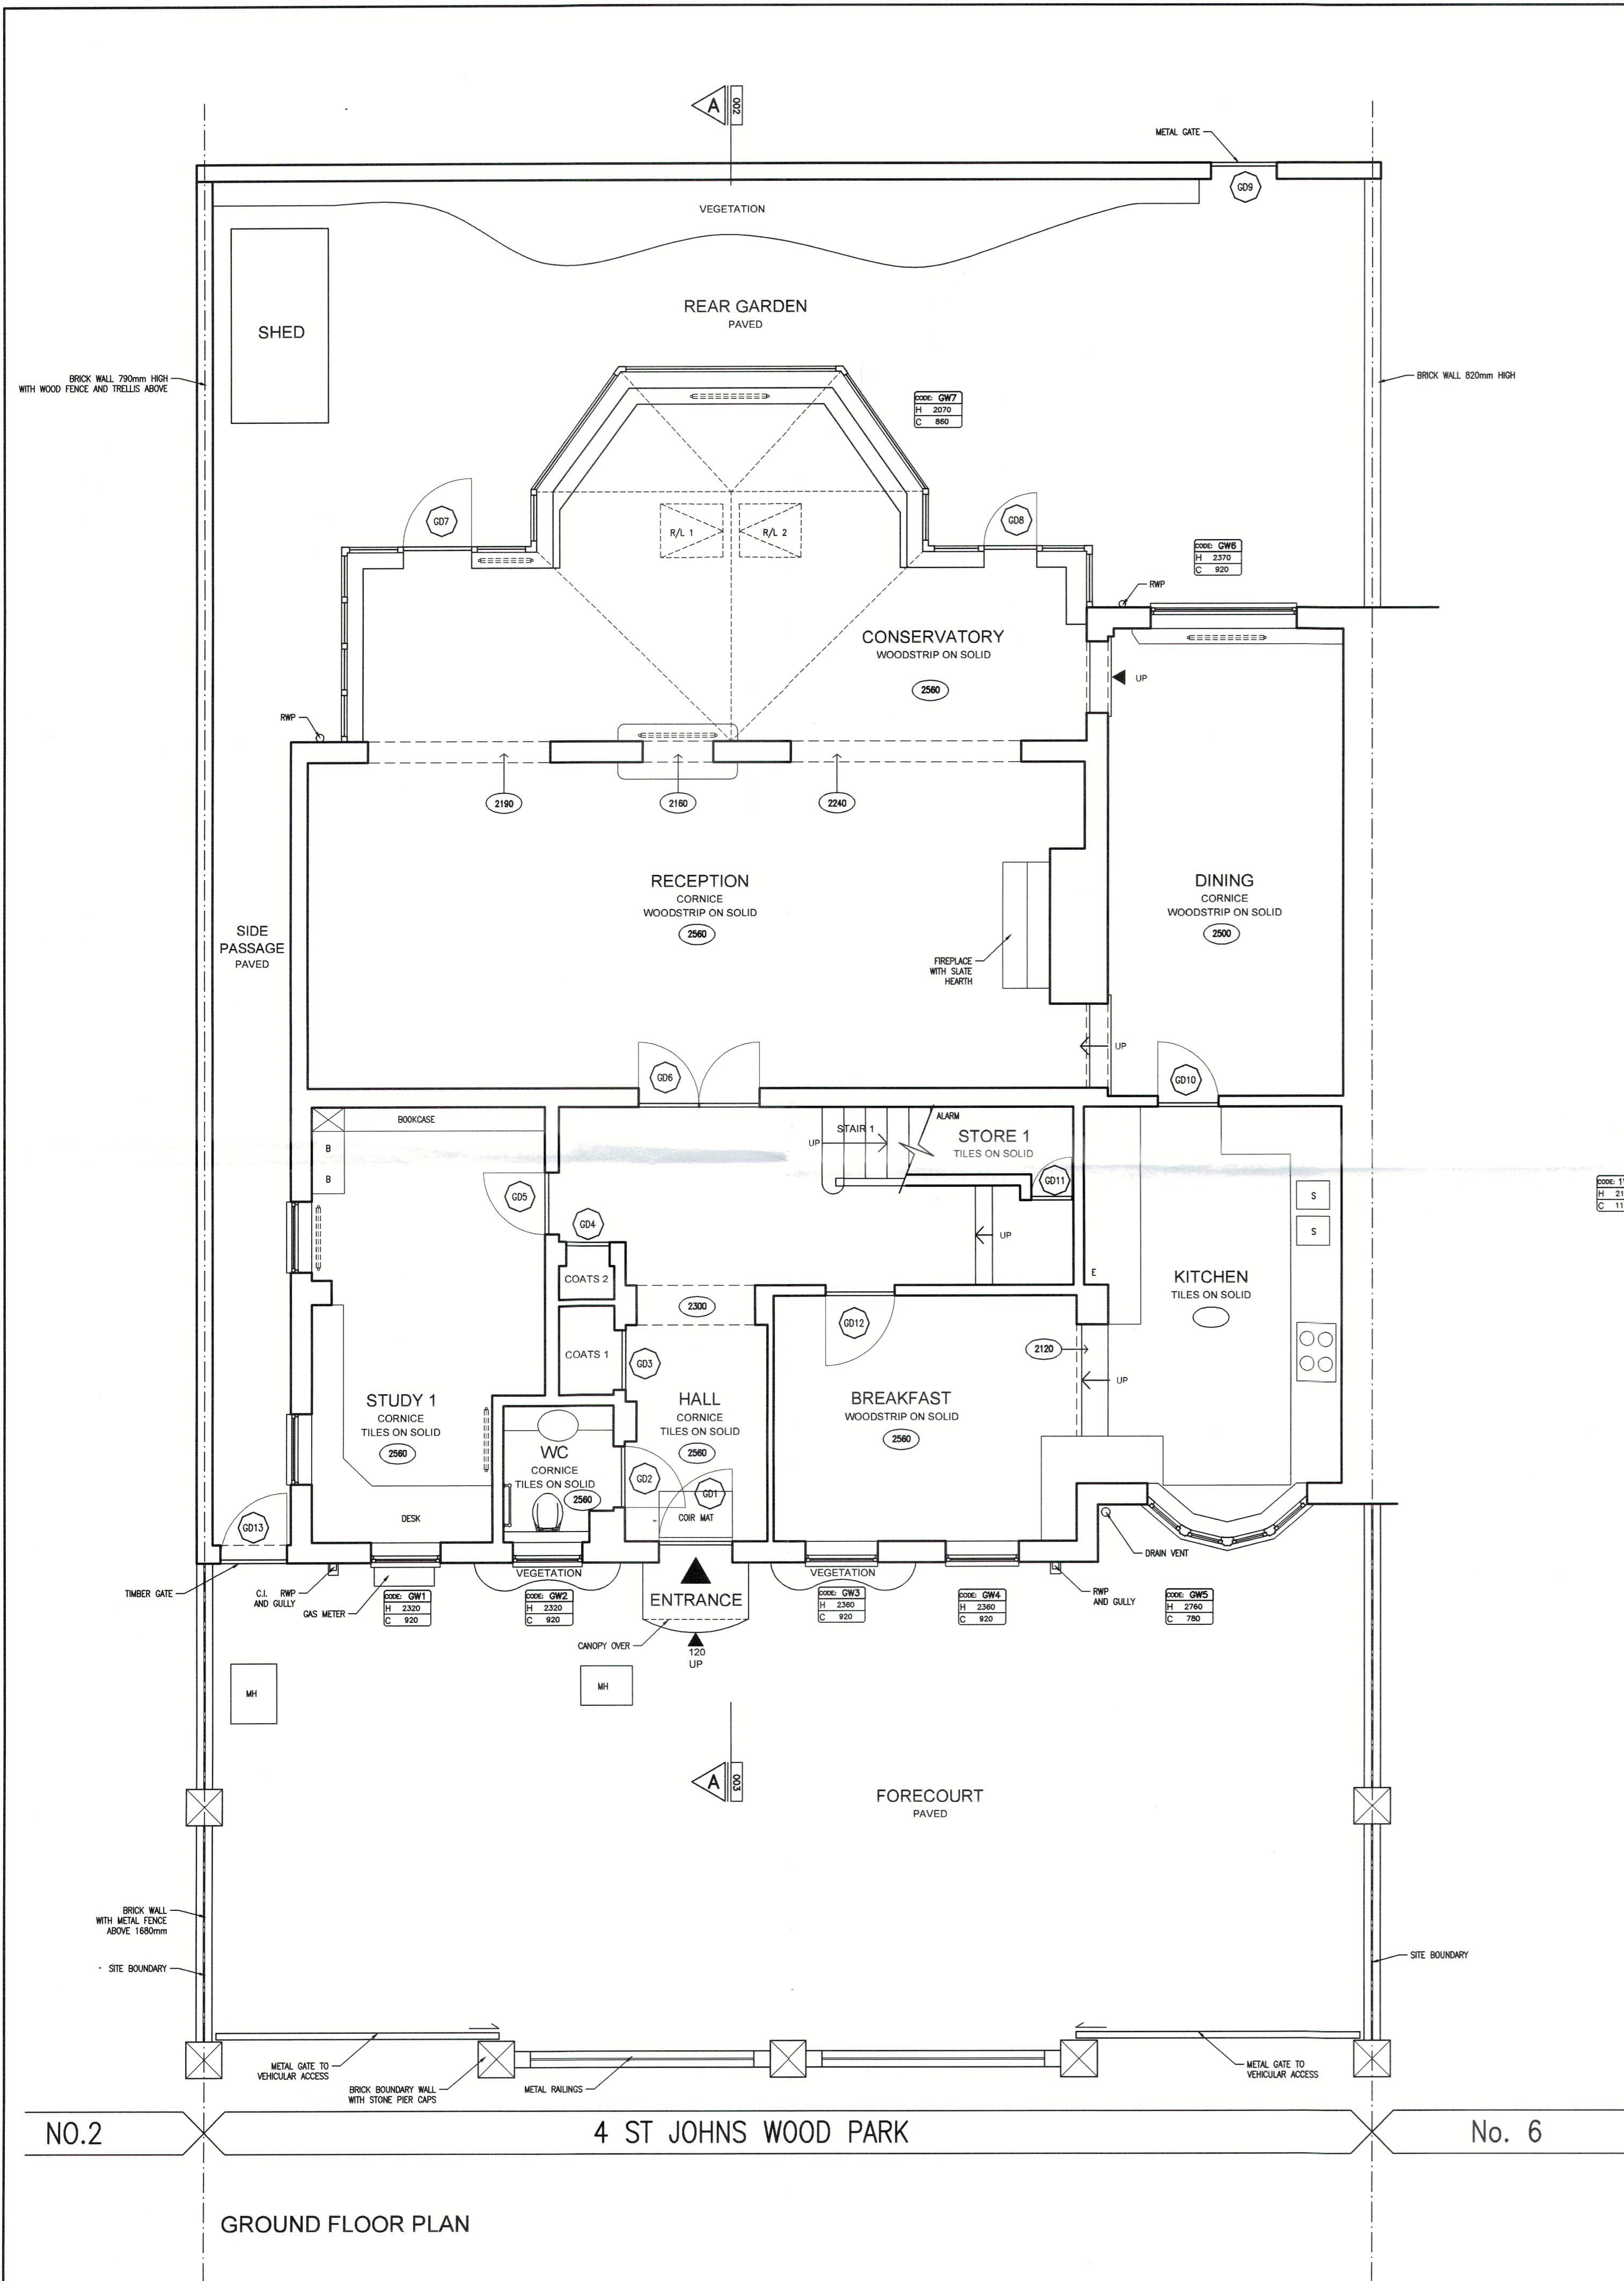 A
002
METAL GATE
GD9
VEGETATION
REAR GARDEN
PAVED
SHED
BRICK WALL 790mm HIGH
WITH WOOD FENCE AND TRELLIS ABOVE
BRICK WALL 820mm HIGH
CODE: GW7
H 2070
C 860
GD7
R/L 1
R/L 2
GD8
CODE: GW6
H 2370
C 920
RWP
CONSERVATORY
WOODSTRIP ON SOLID
2560
UP
RWP
2190
2160
2240
RECEPTION
CORNICE
WOODSTRIP ON SOLID
2560
DINING
CORNICE
WOODSTRIP ON SOLID
2500
SIDE
PASSAGE
PAVED
FIREPLACE
WITH SLATE
HEARTH
UP
GD6
GD10
BOOKCASE
B
B
STAIR 1
UP
ALARM
STORE 1
TILES ON SOLID
GD11
GD5
GD4
S
S
CODE: 1
H 21
C 11
UP
E
COATS 2
2300
KITCHEN
TILES ON SOLID
COATS 1
GD3
GD12
2120
UP
STUDY 1
CORNICE
TILES ON SOLID
2560
HALL
CORNICE
TILES ON SOLID
2560
BREAKFAST
WOODSTRIP ON SOLID
2560
WC
CORNICE
TILES ON SOLID
2560
GD2
GD1
COIR MAT
DESK
GD13
DRAIN VENT
TIMBER GATE
C.I. RWP
AND GULLY
GAS METER
CODE: GW1
H 2320
C 920
VEGETATION
CODE: GW2
H 2320
C 920
ENTRANCE
CANOPY OVER
120
UP
VEGETATION
CODE: GW3
H 2360
C 920
CODE: GW4
H 2360
C 920
RWP
AND GULLY
CODE: GW5
H 2760
C 780
MH
MH
A
003
FORECOURT
PAVED
BRICK WALL
WITH METAL FENCE
ABOVE 1680mm
SITE BOUNDARY
SITE BOUNDARY
METAL GATE TO
VEHICULAR ACCESS
BRICK BOUNDARY WALL
WITH STONE PIER CAPS
METAL RAILINGS
METAL GATE TO
VEHICULAR ACCESS
NO.2
4 ST JOHNS WOOD PARK
No. 6
GROUND FLOOR PLAN